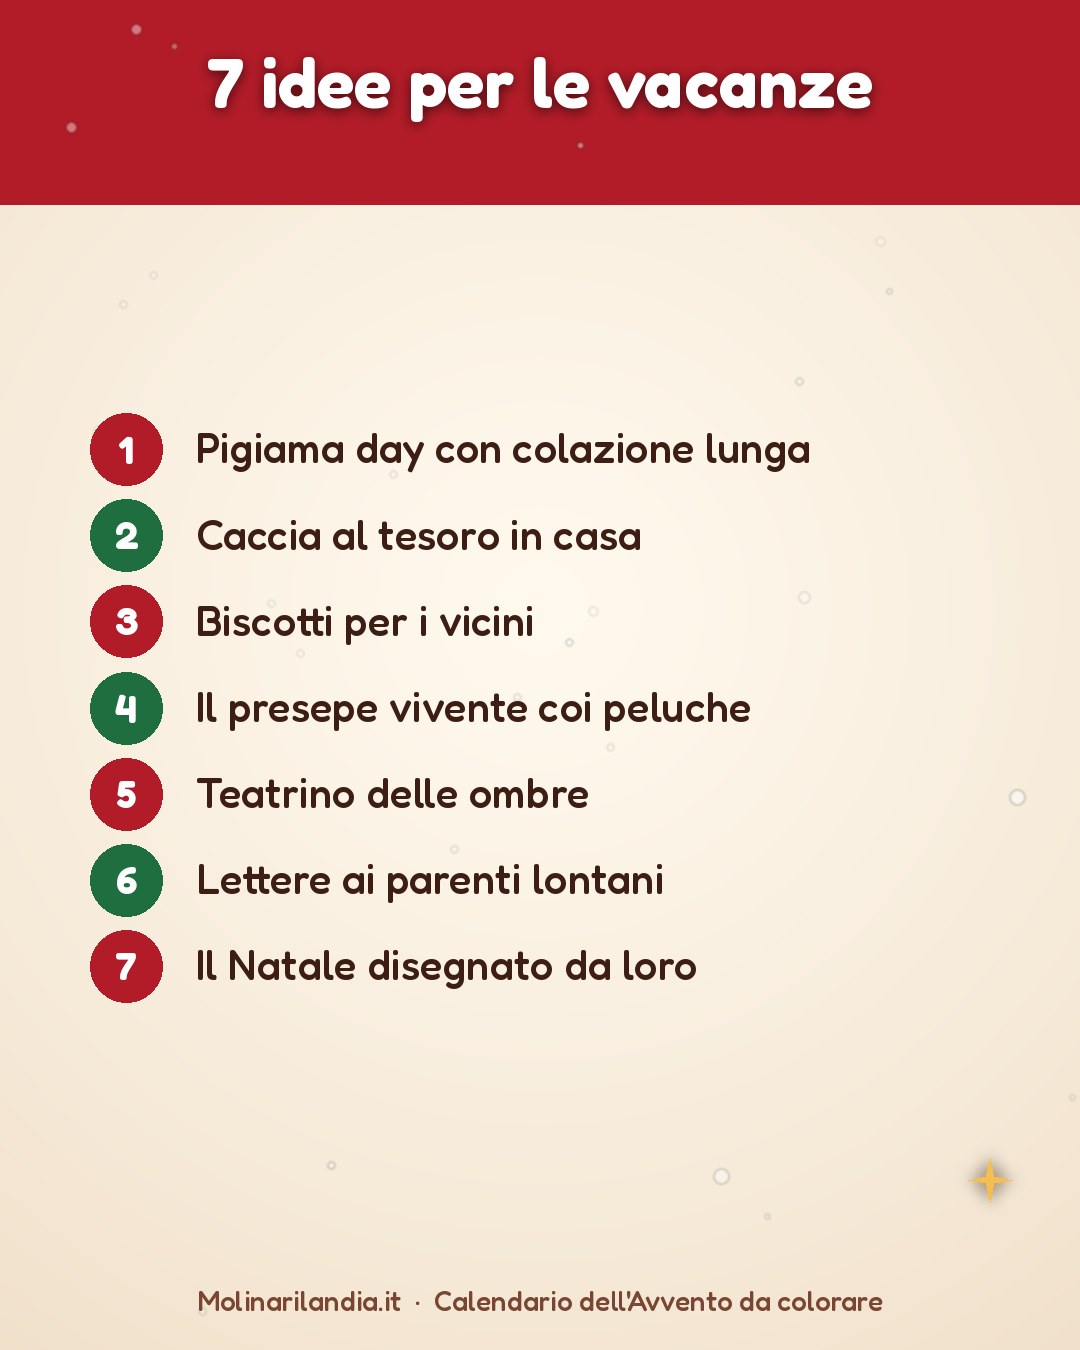 7 idee per le vacanze
1 Pigiama day con colazione lunga
2 Caccia al tesoro in casa
3 Biscotti per i vicini
4 Il presepe vivente coi peluche
5 Teatrino delle ombre
6 Lettere ai parenti lontani
7 Il Natale disegnato da loro
Molinarilandia.it · Calendario dell'Avvento da colorare